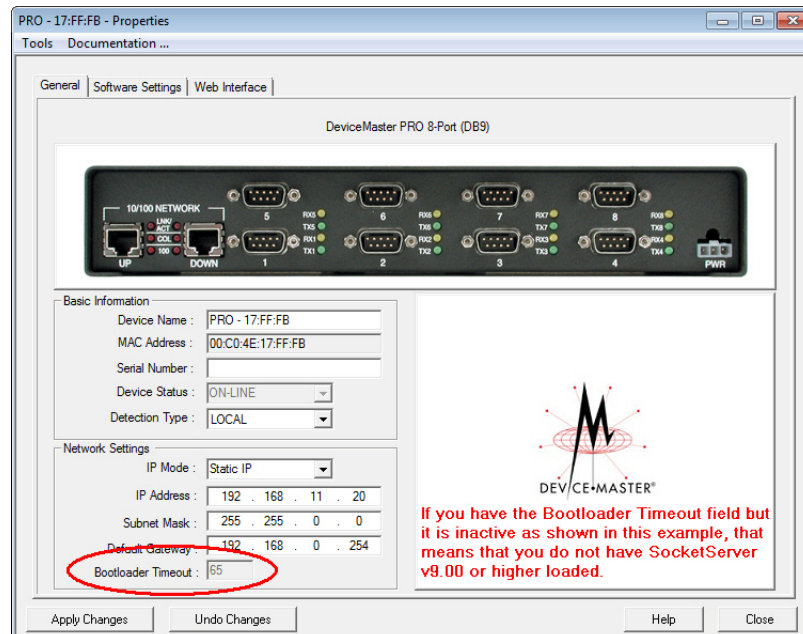 PRO - 17:FF:FB - Properties
Tools Documentation ...
General Software Settings Web Interface
DeviceMaster PRO 8-Port (DB9)
10/100 NETWORK
LNK/
ACT
COL
100
UP DOWN
5 RX5 TX5 6 RX6 TX6 7 RX7 TX7 8 RX8 TX8
1 RX1 TX1 2 RX2 TX2 3 RX3 TX3 4 RX4 TX4
PWR
Basic Information
Device Name : PRO - 17:FF:FB
MAC Address : 00:C0:4E:17:FF:FB
Serial Number :
Device Status : ON-LINE
Detection Type : LOCAL
Network Settings
IP Mode : Static IP
IP Address : 192 . 168 . 11 . 20
Subnet Mask : 255 . 255 . 0 . 0
Default Gateway : 192 . 168 . 0 . 254
Bootloader Timeout : 65
DEVICE•MASTER®
If you have the Bootloader Timeout field but
it is inactive as shown in this example, that
means that you do not have SocketServer
v9.00 or higher loaded.
Apply Changes Undo Changes Help Close